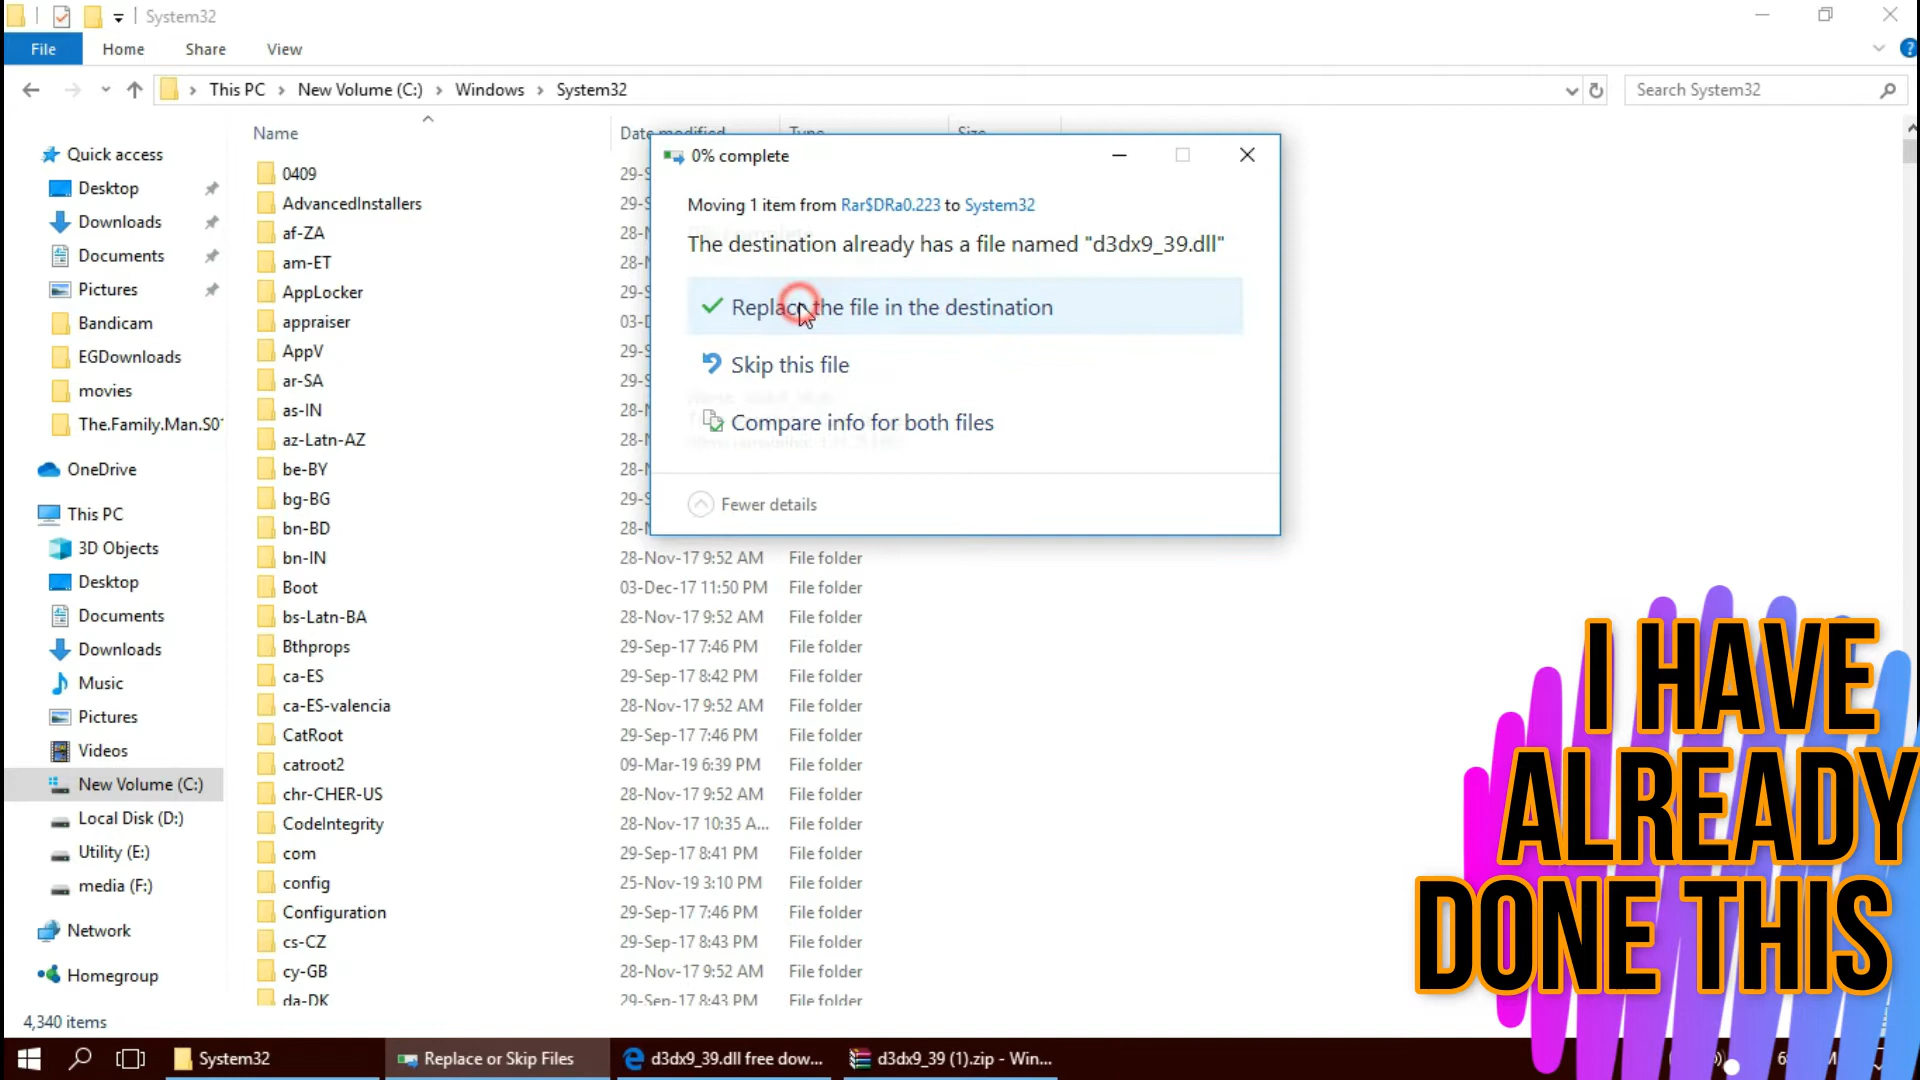 System32
File Home Share View
This PC New Volume (C:) Windows System32
Search System32
Name Date modified Type Size
Quick access
Desktop
Downloads
Documents
Pictures
Bandicam
EGDownloads
movies
The.Family.Man.S0
OneDrive
This PC
3D Objects
Desktop
Documents
Downloads
Music
Pictures
Videos
New Volume (C:)
Local Disk (D:)
Utility (E:)
media (F:)
Network
Homegroup
0409 29-
AdvancedInstallers 29-
af-ZA 28-
am-ET 28-
AppLocker 29-
appraiser 03-
AppV 29-
ar-SA 29-
as-IN 28-
az-Latn-AZ 28-
be-BY 28-
bg-BG 29-
bn-BD 28-
bn-IN 28-Nov-17 9:52 AM File folder
Boot 03-Dec-17 11:50 PM File folder
bs-Latn-BA 28-Nov-17 9:52 AM File folder
Bthprops 29-Sep-17 7:46 PM File folder
ca-ES 29-Sep-17 8:42 PM File folder
ca-ES-valencia 28-Nov-17 9:52 AM File folder
CatRoot 29-Sep-17 7:46 PM File folder
catroot2 09-Mar-19 6:39 PM File folder
chr-CHER-US 28-Nov-17 9:52 AM File folder
CodeIntegrity 28-Nov-17 10:35 A... File folder
com 29-Sep-17 8:41 PM File folder
config 25-Nov-19 3:10 PM File folder
Configuration 29-Sep-17 7:46 PM File folder
cs-CZ 29-Sep-17 8:43 PM File folder
cy-GB 28-Nov-17 9:52 AM File folder
da-DK 29-Sep-17 8:43 PM File folder
0% complete
Moving 1 item from Rar$DRa0.223 to System32
The destination already has a file named "d3dx9_39.dll"
Replace the file in the destination
Skip this file
Compare info for both files
Fewer details
I HAVE
ALREADY
DONE THIS
4,340 items
System32 Replace or Skip Files d3dx9_39.dll free dow... d3dx9_39 (1).zip - Win...